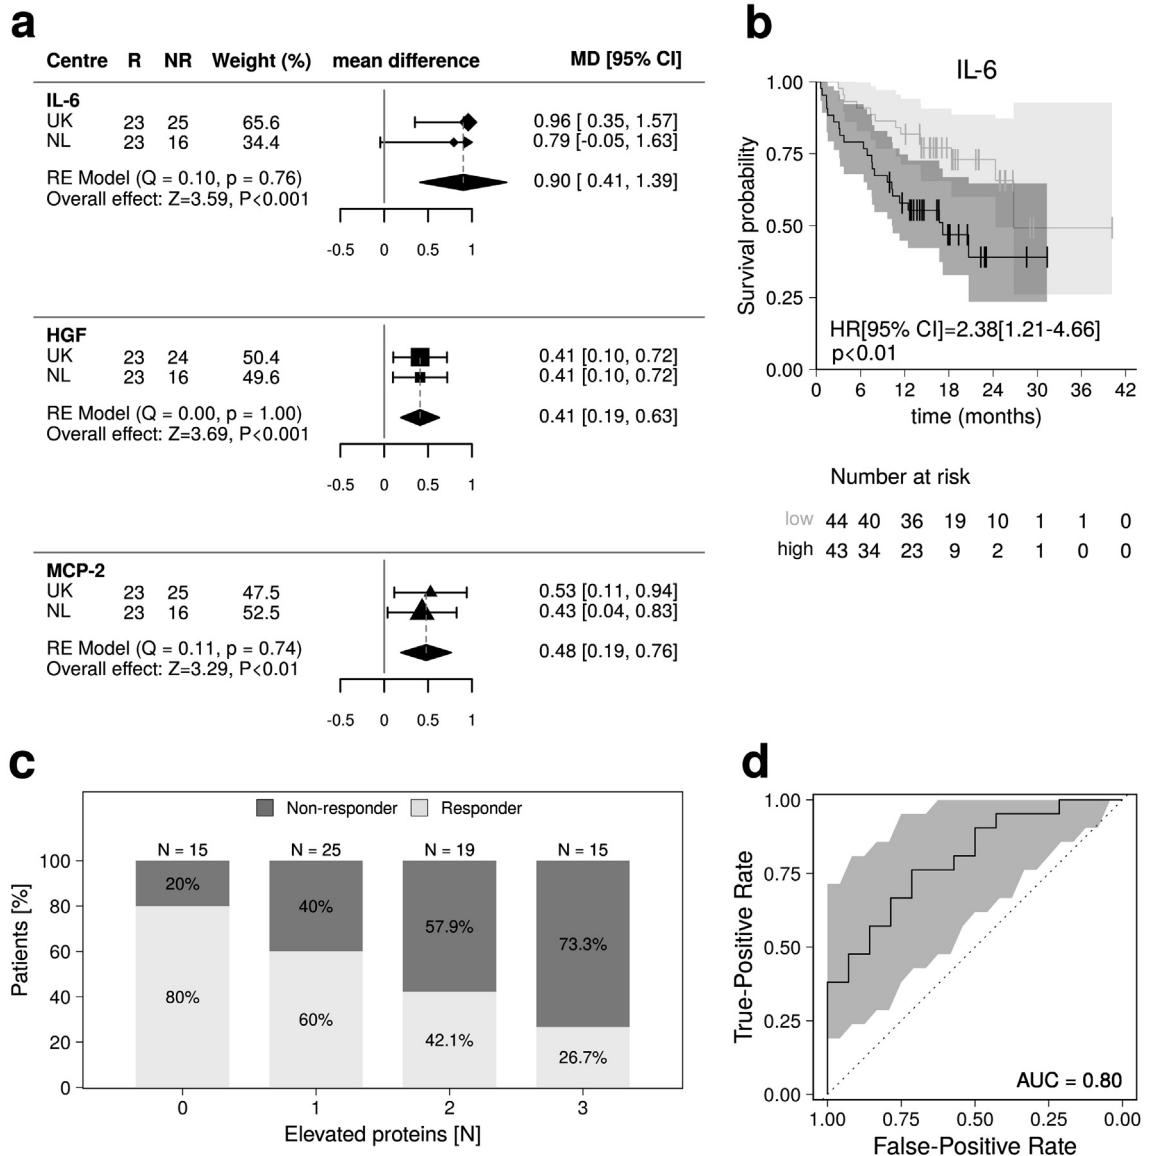 a
Centre R NR Weight (%) mean difference MD [95% CI]
IL-6
UK 23 25 65.6 0.96 [ 0.35, 1.57]
NL 23 16 34.4 0.79 [-0.05, 1.63]
RE Model (Q = 0.10, p = 0.76) 0.90 [ 0.41, 1.39]
Overall effect: Z=3.59, P<0.001
-0.5 0 0.5 1
HGF
UK 23 24 50.4 0.41 [0.10, 0.72]
NL 23 16 49.6 0.41 [0.10, 0.72]
RE Model (Q = 0.00, p = 1.00) 0.41 [0.19, 0.63]
Overall effect: Z=3.69, P<0.001
-0.5 0 0.5 1
MCP-2
UK 23 25 47.5 0.53 [0.11, 0.94]
NL 23 16 52.5 0.43 [0.04, 0.83]
RE Model (Q = 0.11, p = 0.74) 0.48 [0.19, 0.76]
Overall effect: Z=3.29, P<0.01
-0.5 0 0.5 1
b
IL-6
Survival probability
1.00
0.75
0.50
0.25
0.00
HR[95% CI]=2.38[1.21-4.66]
p<0.01
0 6 12 18 24 30 36 42
time (months)
Number at risk
low 44 40 36 19 10 1 1 0
high 43 34 23 9 2 1 0 0
c
Non-responder Responder
N = 15 N = 25 N = 19 N = 15
Patients [%]
100
80
60
40
20
0
20% 40% 57.9% 73.3%
80% 60% 42.1% 26.7%
0 1 2 3
Elevated proteins [N]
d
True-Positive Rate
1.00
0.75
0.50
0.25
0.00
AUC = 0.80
1.00 0.75 0.50 0.25 0.00
False-Positive Rate